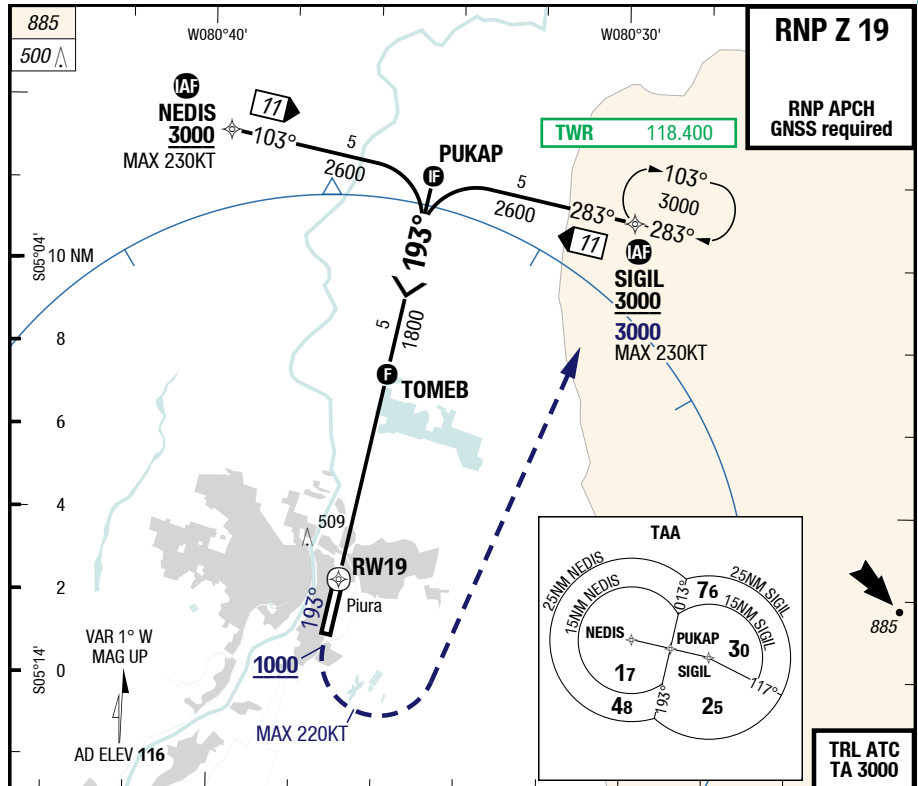 885
500
W080°40'
W080°30'
RNP Z 19
RNP APCH
GNSS required
IAF
NEDIS
3000
MAX 230KT
11
103°
5
2600
PUKAP
IF
TWR 118.400
5
2600
283°
11
103°
3000
283°
IAF
SIGIL
3000
3000
MAX 230KT
193°
S05°04'
10 NM
8
6
4
2
0
S05°14'
5
1800
F
TOMEB
509
RW19
Piura
193°
1000
MAX 220KT
VAR 1° W
MAG UP
AD ELEV 116
TAA
25NM NEDIS
15NM NEDIS
25NM SIGIL
15NM SIGIL
013°
76
NEDIS
PUKAP
SIGIL
30
17
48
193°
25
117°
885
TRL ATC
TA 3000